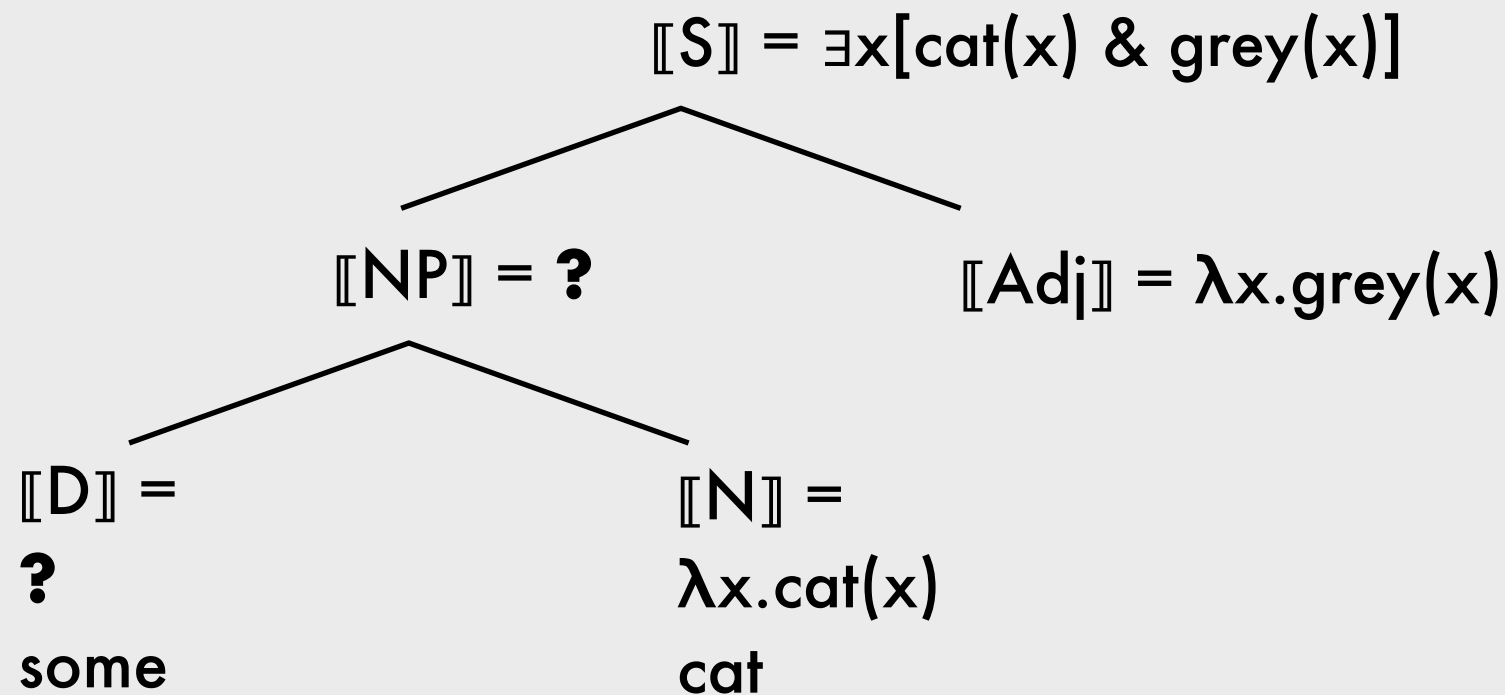 ⟦S⟧ = ∃x[cat(x) & grey(x)]
⟦NP⟧ = ?
⟦Adj⟧ = λx.grey(x)
⟦D⟧ =
?
some
⟦N⟧ =
λx.cat(x)
cat